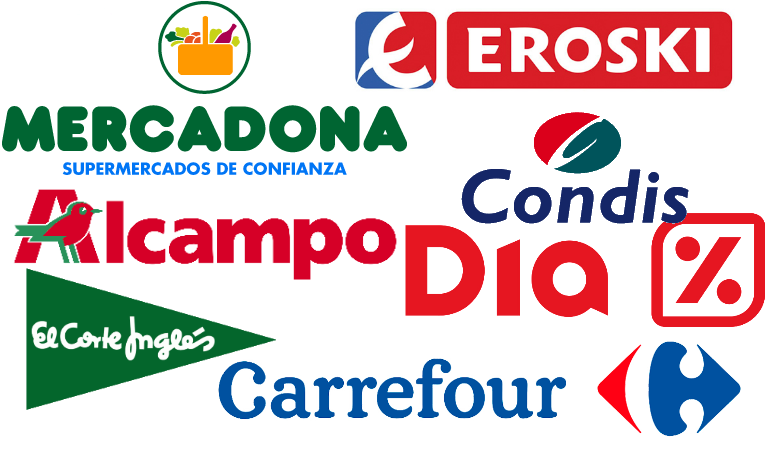 MERCADONA
SUPERMERCADOS DE CONFIANZA
EROSKI
Condis
Alcampo
Dia %
El Corte Inglés
Carrefour